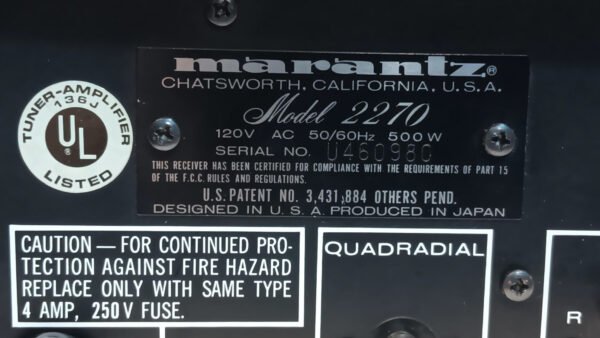 marantz®
CHATSWORTH, CALIFORNIA, U.S.A.
Model 2270
120V AC 50/60Hz 500W
SERIAL NO.
THIS RECEIVER HAS BEEN CERTIFIED FOR COMPLIANCE WITH THE REQUIREMENTS OF PART 15
OF THE F.C.C. RULES AND REGULATIONS.
U.S. PATENT NO. 3,431,884 OTHERS PEND.
DESIGNED IN U.S.A. PRODUCED IN JAPAN
TUNER-AMPLIFIER
136J
UL
®
LISTED
CAUTION — FOR CONTINUED PRO-
TECTION AGAINST FIRE HAZARD
REPLACE ONLY WITH SAME TYPE
4 AMP, 250V FUSE.
QUADRADIAL
R